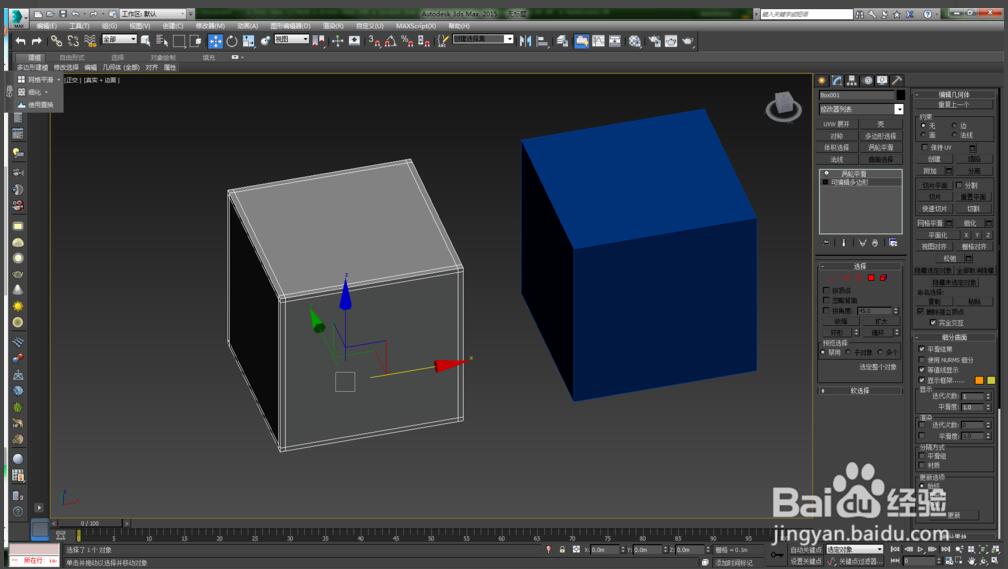 工作区: 默认
Autodesk 3ds Max 2015 无标题
键入关键字或短语
MAX
编辑(E) 工具(T) 组(G) 视图(V) 创建(C) 修改器(M) 动画(A) 图形编辑器(D) 渲染(R) 自定义(U) MAXScript(X) 帮助(H)
全部
视图
创建选择集
建模 自由形式 选择 对象绘制 填充
多边形建模 修改选择 编辑 几何体 (全部) 对齐 属性
网格平滑
细化
使用置换
[正交] [真实 + 边面]
Box001
修改器列表
UVW 展开 壳
对称 多边形选择
体积选择 涡轮平滑
法线 曲面选择
涡轮平滑
可编辑多边形
选择
按顶点
忽略背面
按角度: 45.0
收缩 扩大
环形 循环
预览选择
禁用 子对象 多个
选定整个对象
软选择
编辑几何体
重复上一个
约束
无 边
面 法线
保持 UV
创建 塌陷
附加 分离
切片平面 分割
切片 重置平面
快速切片 切割
网格平滑 细化
平面化 X Y Z
视图对齐 栅格对齐
松弛
隐藏选定对象 全部取消隐藏
隐藏未选定对象
命名选择:
复制 粘贴
删除孤立顶点
完全交互
细分曲面
平滑结果
使用 NURMS 细分
等值线显示
显示框架......
显示
迭代次数: 1
平滑度: 1.0
渲染
迭代次数:
平滑度:
分隔方式
平滑组
材质
更新选项
始终
更新
z
x
0 / 100
5 10 15 20 25 30 35 40 45 50 55 60 65 70 75 80 85 90 95
Baidu 经验
jingyan.baidu.com
选择了 1 个 对象
X: 0.0m Y: 0.0m Z: 0.0m
栅格 = 0.1m
自动关键点 选定对象
所在行:
单击并拖动以选择并移动对象
添加时间标记
设置关键点 关键点过滤器...
0